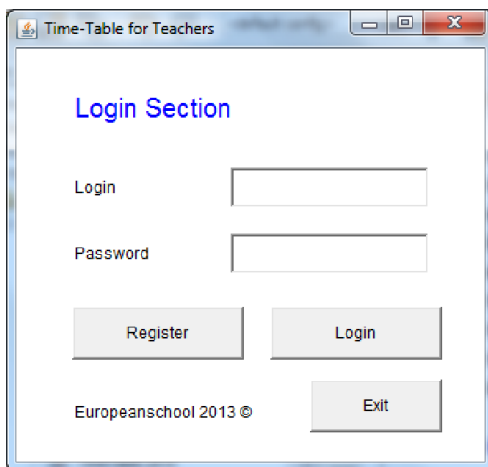 Time-Table for Teachers
Login Section
Login
Password
Register Login
Europeanschool 2013 ©
Exit